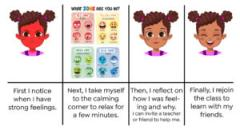 WHAT ZONE ARE YOU IN?
First I notice
when I have
strong feelings.
Next, I take myself
to the calming
corner to relax for
a few minutes.
Then, I reflect on
how I was feel-
ing and why.
I can invite a teacher
or friend to help me.
Finally, I rejoin
the class to
learn with my
friends.